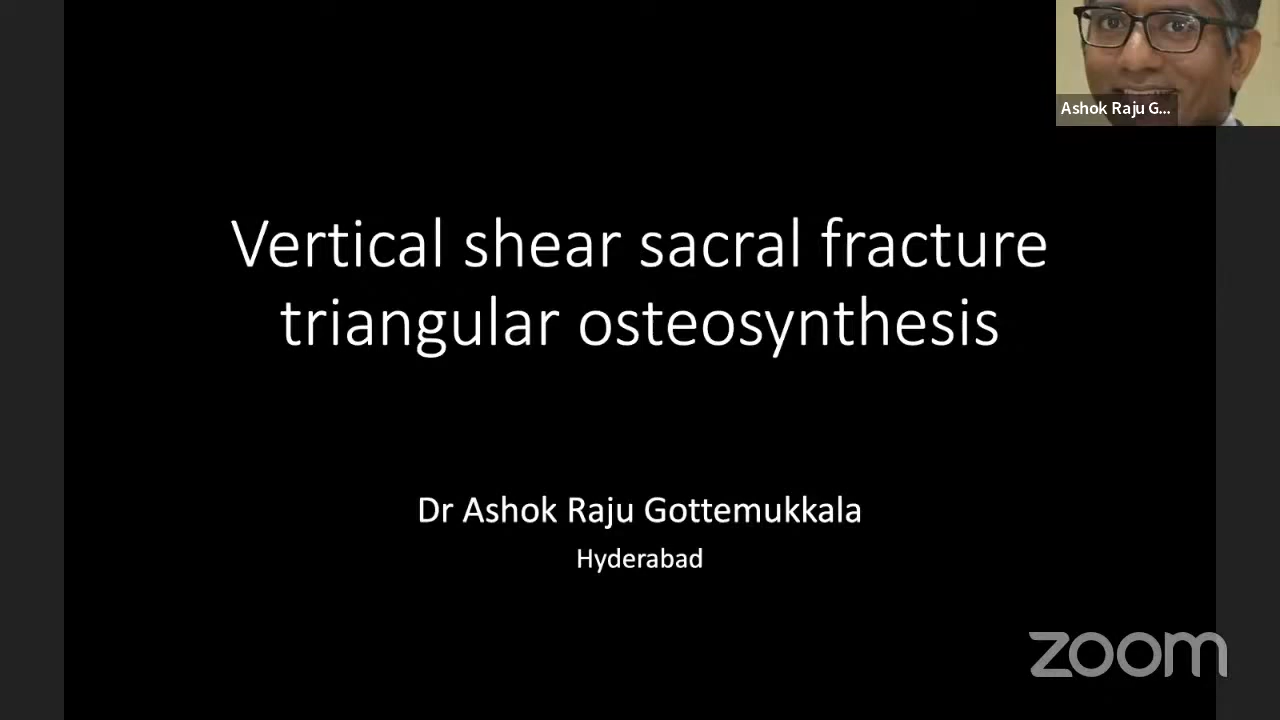 Ashok Raju G...
Vertical shear sacral fracture
triangular osteosynthesis
Dr Ashok Raju Gottemukkala
Hyderabad
zoom